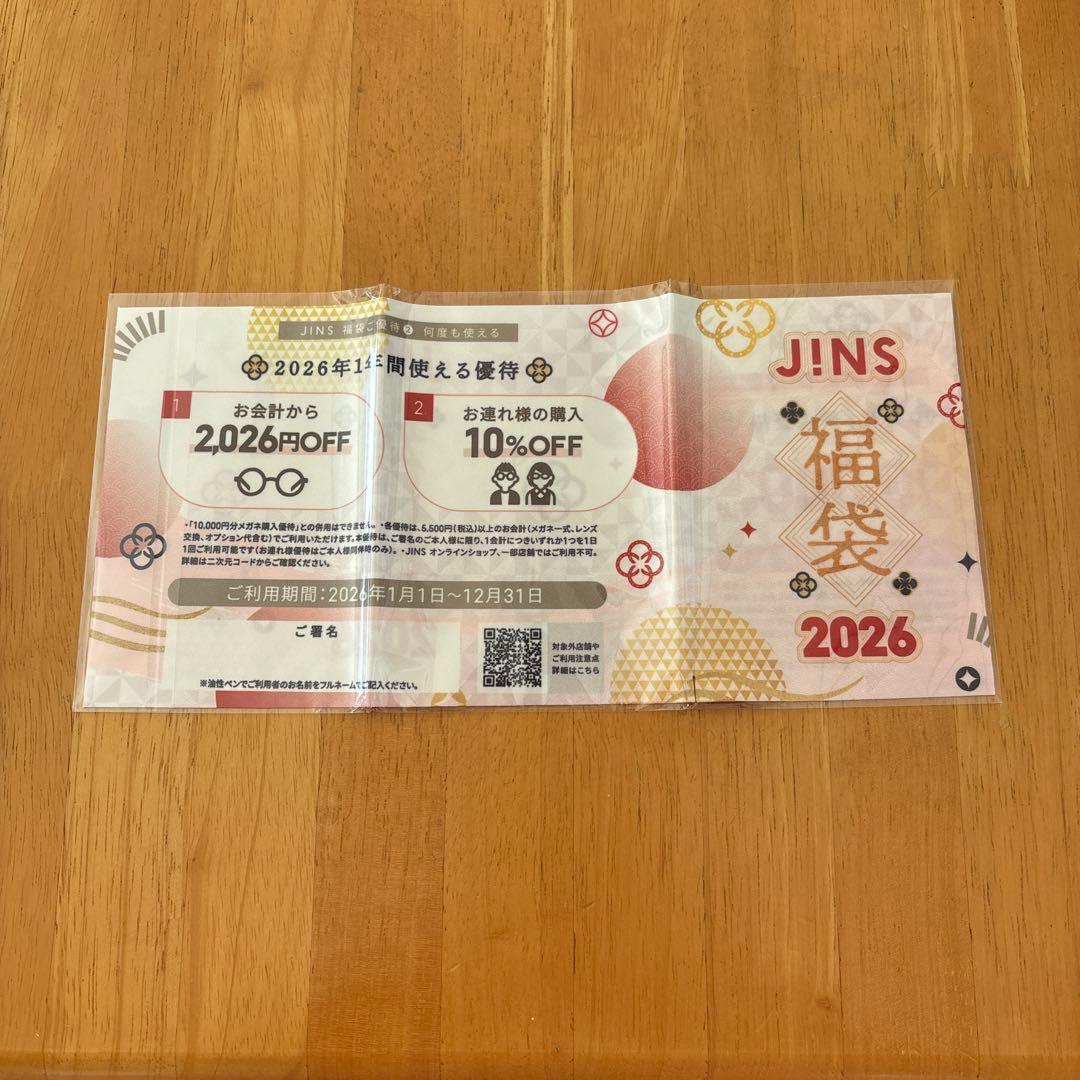 JINS 福袋ご優待❷ 何度も使える
2026年1年間使える優待
1
お会計から
2,026円OFF
2
お連れ様の購入
10%OFF
・「10,000円分メガネ購入優待」との併用はできません。・各優待は、5,500円(税込)以上のお会計(メガネ一式、レンズ
交換、オプション代含む)でご利用いただけます。本優待は、ご署名のご本人様に限り、1会計につきいずれか1つを1日
1回ご利用可能です(お連れ様優待はご本人様同伴時のみ)。・JINS オンラインショップ、一部店舗ではご利用不可。
詳細は二次元コードからご確認ください。
ご利用期間：2026年1月1日～12月31日
ご署名
※油性ペンでご利用者のお名前をフルネームでご記入ください。
対象外店舗や
ご利用注意点
詳細はこちら
J!NS
福袋
2026